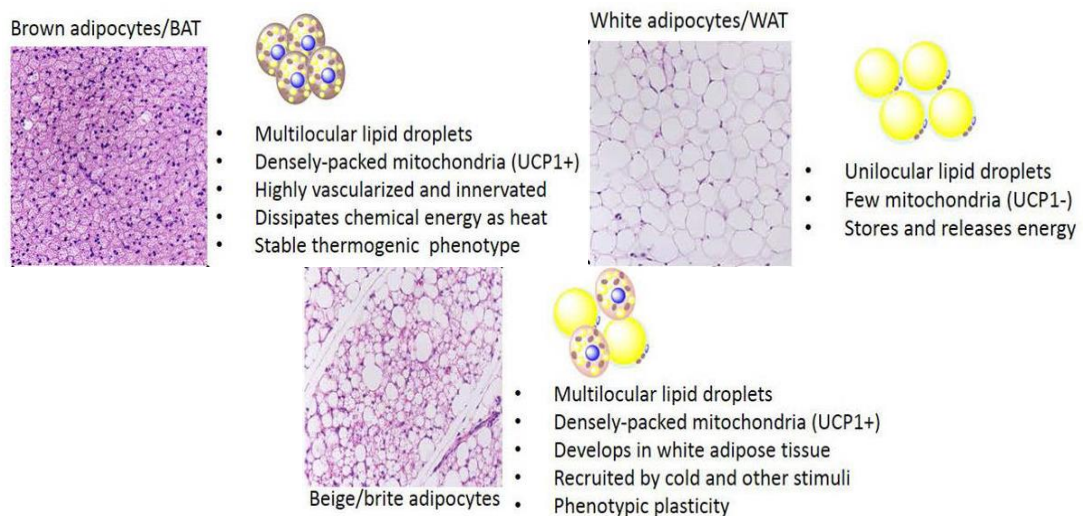 Brown adipocytes/BAT
• Multilocular lipid droplets
• Densely-packed mitochondria (UCP1+)
• Highly vascularized and innervated
• Dissipates chemical energy as heat
• Stable thermogenic phenotype
White adipocytes/WAT
• Unilocular lipid droplets
• Few mitochondria (UCP1-)
• Stores and releases energy
Beige/brite adipocytes
• Multilocular lipid droplets
• Densely-packed mitochondria (UCP1+)
• Develops in white adipose tissue
• Recruited by cold and other stimuli
• Phenotypic plasticity